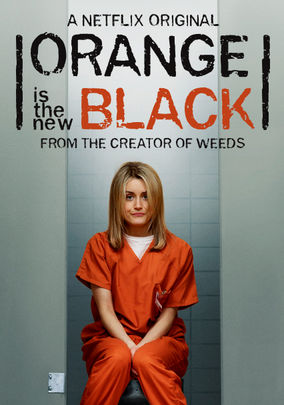 A NETFLIX ORIGINAL
ORANGE
is the new BLACK
FROM THE CREATOR OF WEEDS